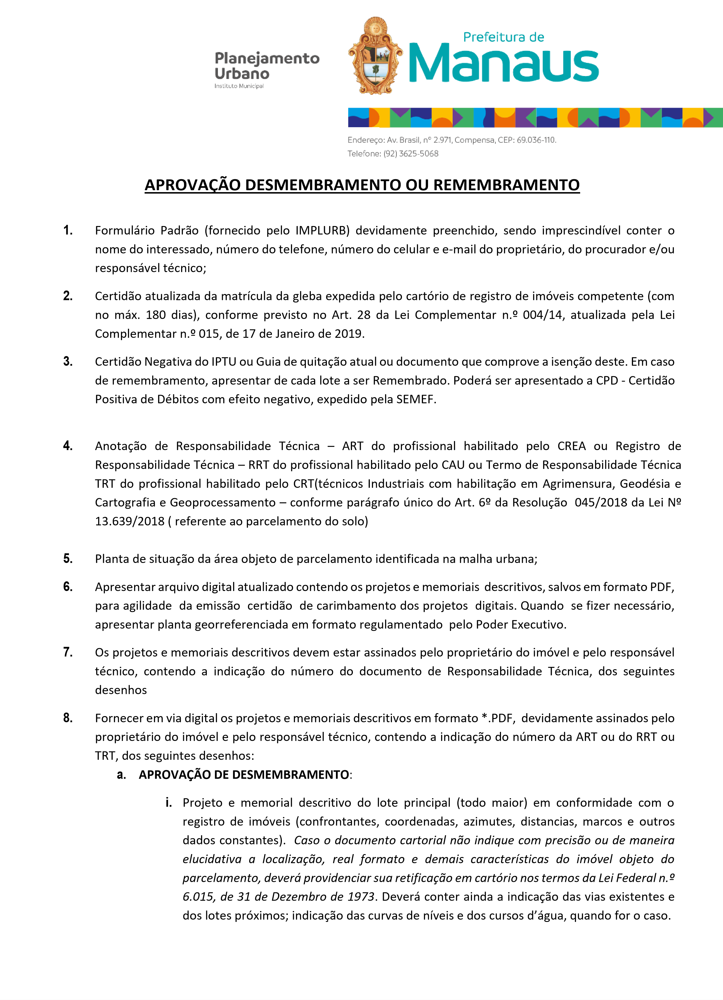 Planejamento
Urbano
Instituto Municipal
Prefeitura de
Manaus
Endereço: Av. Brasil, nº 2.971, Compensa, CEP: 69.036-110.
Telefone: (92) 3625-5068
APROVAÇÃO DESMEMBRAMENTO OU REMEMBRAMENTO
1. Formulário Padrão (fornecido pelo IMPLURB) devidamente preenchido, sendo imprescindível conter o
nome do interessado, número do telefone, número do celular e e-mail do proprietário, do procurador e/ou
responsável técnico;
2. Certidão atualizada da matrícula da gleba expedida pelo cartório de registro de imóveis competente (com
no máx. 180 dias), conforme previsto no Art. 28 da Lei Complementar n.º 004/14, atualizada pela Lei
Complementar n.º 015, de 17 de Janeiro de 2019.
3. Certidão Negativa do IPTU ou Guia de quitação atual ou documento que comprove a isenção deste. Em caso
de remembramento, apresentar de cada lote a ser Remembrado. Poderá ser apresentado a CPD - Certidão
Positiva de Débitos com efeito negativo, expedido pela SEMEF.
4. Anotação de Responsabilidade Técnica – ART do profissional habilitado pelo CREA ou Registro de
Responsabilidade Técnica – RRT do profissional habilitado pelo CAU ou Termo de Responsabilidade Técnica
TRT do profissional habilitado pelo CRT(técnicos Industriais com habilitação em Agrimensura, Geodésia e
Cartografia e Geoprocessamento – conforme parágrafo único do Art. 6º da Resolução 045/2018 da Lei Nº
13.639/2018 ( referente ao parcelamento do solo)
5. Planta de situação da área objeto de parcelamento identificada na malha urbana;
6. Apresentar arquivo digital atualizado contendo os projetos e memoriais descritivos, salvos em formato PDF,
para agilidade da emissão certidão de carimbamento dos projetos digitais. Quando se fizer necessário,
apresentar planta georreferenciada em formato regulamentado pelo Poder Executivo.
7. Os projetos e memoriais descritivos devem estar assinados pelo proprietário do imóvel e pelo responsável
técnico, contendo a indicação do número do documento de Responsabilidade Técnica, dos seguintes
desenhos
8. Fornecer em via digital os projetos e memoriais descritivos em formato *.PDF, devidamente assinados pelo
proprietário do imóvel e pelo responsável técnico, contendo a indicação do número da ART ou do RRT ou
TRT, dos seguintes desenhos:
a. APROVAÇÃO DE DESMEMBRAMENTO:
i. Projeto e memorial descritivo do lote principal (todo maior) em conformidade com o
registro de imóveis (confrontantes, coordenadas, azimutes, distancias, marcos e outros
dados constantes). Caso o documento cartorial não indique com precisão ou de maneira
elucidativa a localização, real formato e demais características do imóvel objeto do
parcelamento, deverá providenciar sua retificação em cartório nos termos da Lei Federal n.º
6.015, de 31 de Dezembro de 1973. Deverá conter ainda a indicação das vias existentes e
dos lotes próximos; indicação das curvas de níveis e dos cursos d’água, quando for o caso.